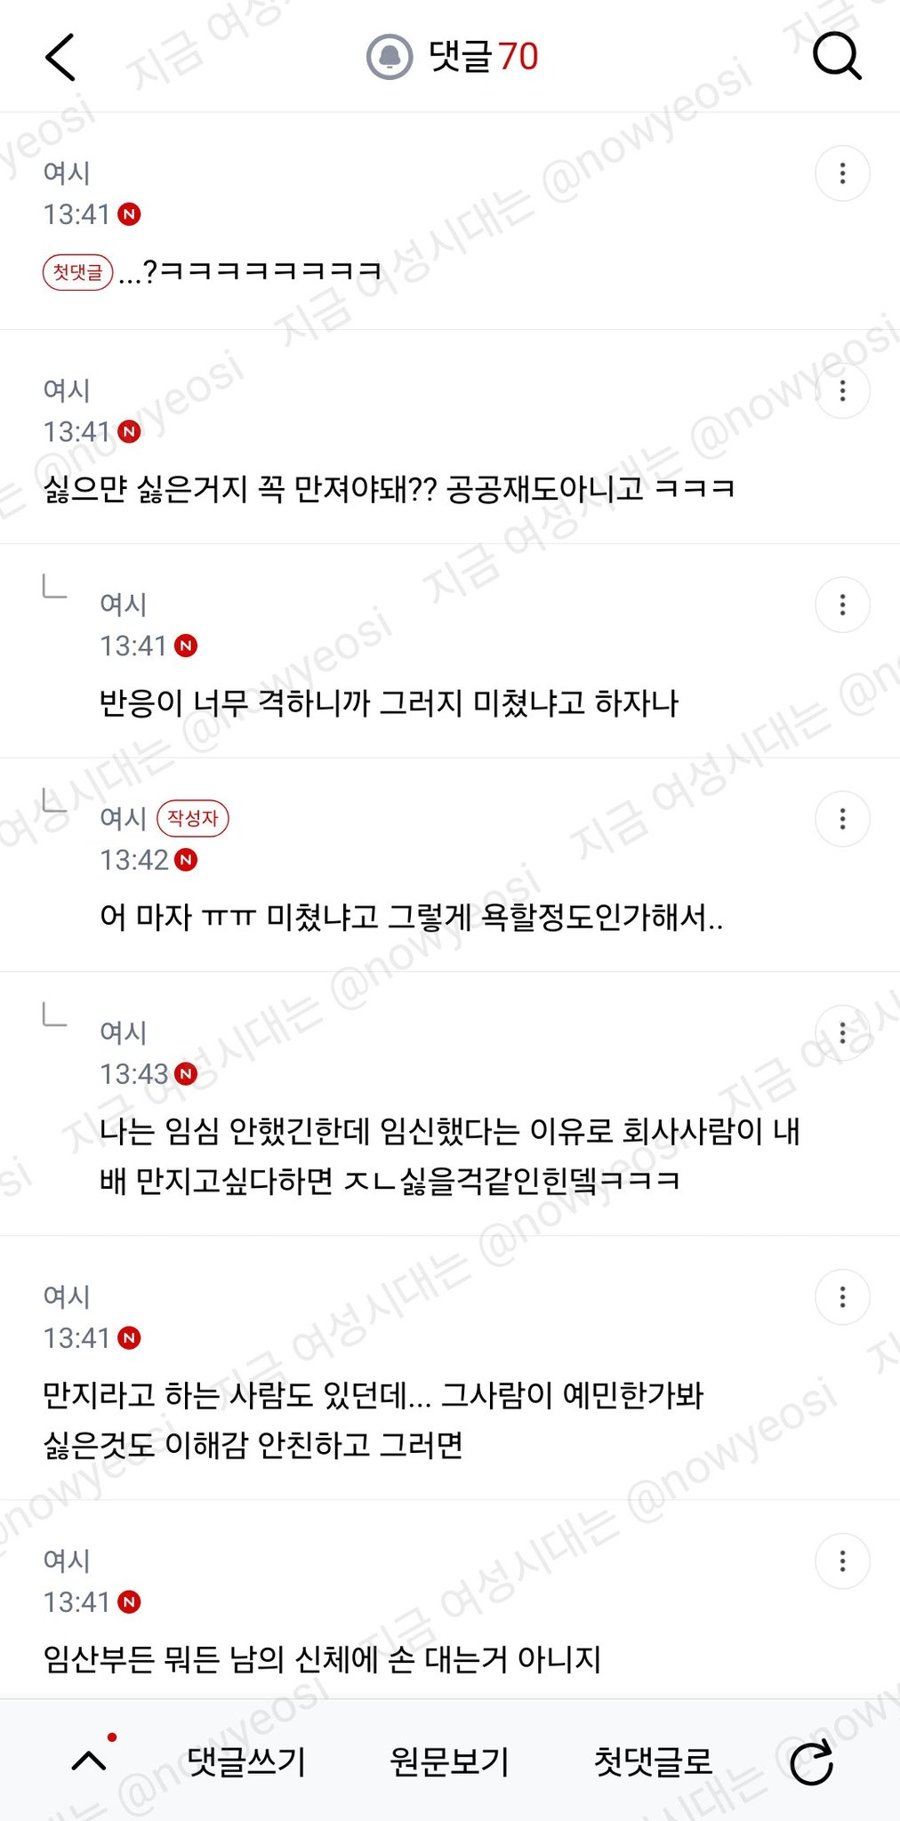 댓글 70
여시
13:41 N
첫댓글 ...?ㅋㅋㅋㅋㅋㅋㅋㅋ
여시
13:41 N
싫으먄 싫은거지 꼭 만져야돼?? 공공재도아니고 ㅋㅋㅋ
여시
13:41 N
반응이 너무 격하니까 그러지 미쳤냐고 하자나
여시 작성자
13:42 N
어 마자 ㅠㅠ 미쳤냐고 그렇게 욕할정도인가해서..
여시
13:43 N
나는 임심 안했긴한데 임신했다는 이유로 회사사람이 내
배 만지고싶다하면 ㅈㄴ싫을걱같인힌뎈ㅋㅋㅋ
여시
13:41 N
만지라고 하는 사람도 있던데... 그사람이 예민한가봐
싫은것도 이해감 안친하고 그러면
여시
13:41 N
임산부든 뭐든 남의 신체에 손 대는거 아니지
댓글쓰기 원문보기 첫댓글로
지금 여성시대는 @nowyeosi